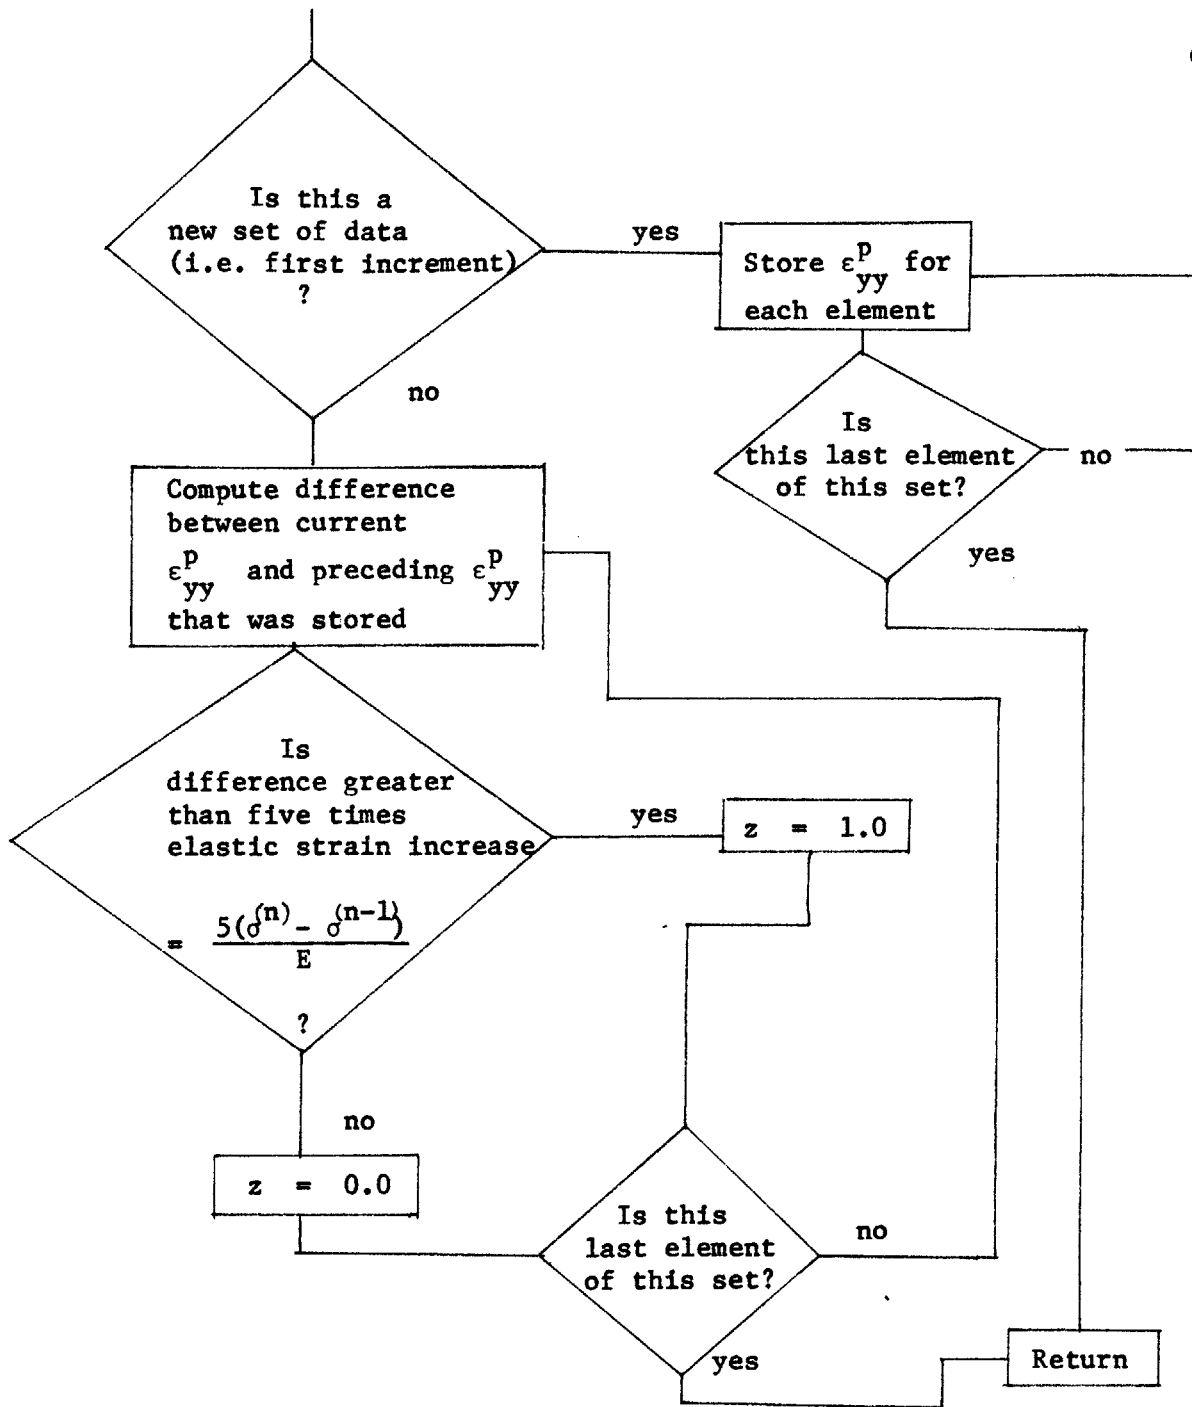 Is this a
new set of data
(i.e. first increment)
?
yes
Store ε^p_yy for
each element
no
Is
this last element
of this set?
no
yes
Compute difference
between current
ε^p_yy and preceding ε^p_yy
that was stored
Is
difference greater
than five times
elastic strain increase
= 5(σ^(n) - σ^(n-1))
E
?
yes
z = 1.0
no
z = 0.0
Is this
last element
of this set?
no
yes
Return